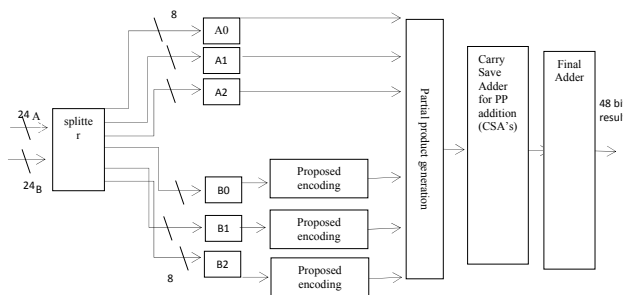 8
A0
A1
A2
24 A
splitte
r
24 B
B0
B1
B2
8
Proposed
encoding
Proposed
encoding
Proposed
encoding
Partial product generation
Carry
Save
Adder
for PP
addition
(CSA's)
Final
Adder
48 bi
resul